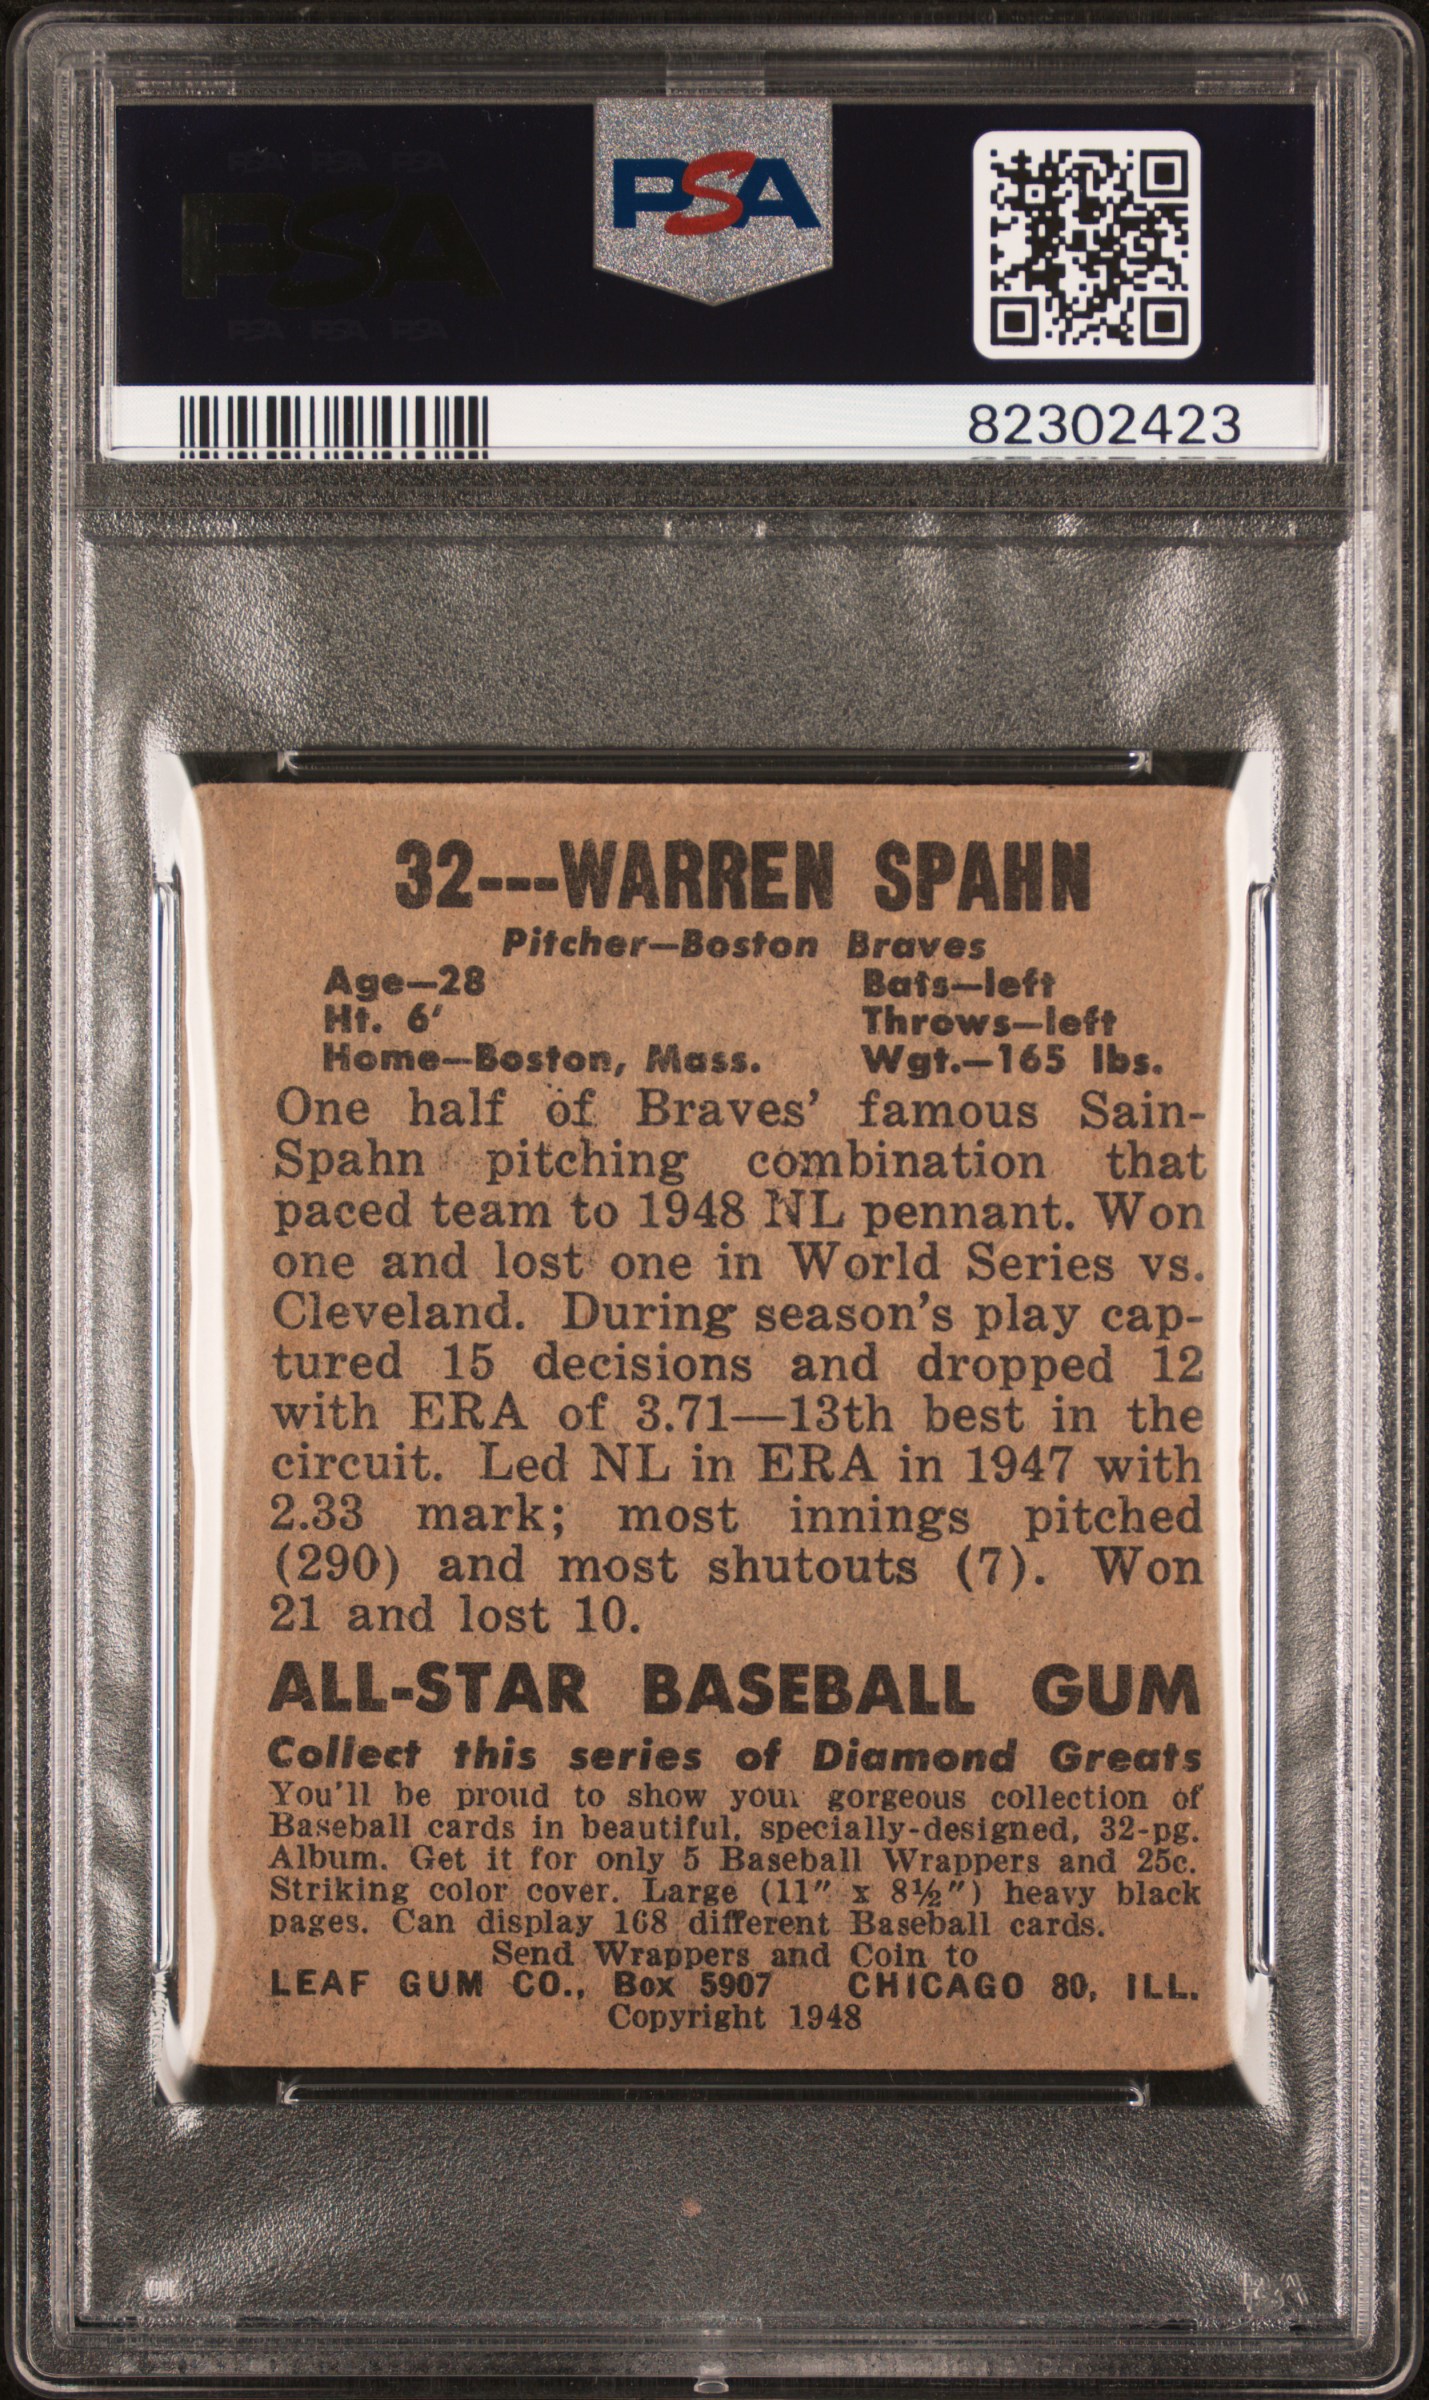 PSA
82302423
32---WARREN SPAHN
Pitcher—Boston Braves
Age—28 Bats—left
Ht. 6' Throws—left
Home—Boston, Mass. Wgt.—165 lbs.
One half of Braves' famous Sain-
Spahn pitching combination that
paced team to 1948 NL pennant. Won
one and lost one in World Series vs.
Cleveland. During season's play cap-
tured 15 decisions and dropped 12
with ERA of 3.71—13th best in the
circuit. Led NL in ERA in 1947 with
2.33 mark; most innings pitched
(290) and most shutouts (7). Won
21 and lost 10.
ALL-STAR BASEBALL GUM
Collect this series of Diamond Greats
You'll be proud to show your gorgeous collection of
Baseball cards in beautiful, specially-designed, 32-pg.
Album. Get it for only 5 Baseball Wrappers and 25c.
Striking color cover. Large (11" x 8½") heavy black
pages. Can display 168 different Baseball cards.
Send Wrappers and Coin to
LEAF GUM CO., Box 5907 CHICAGO 80, ILL.
Copyright 1948